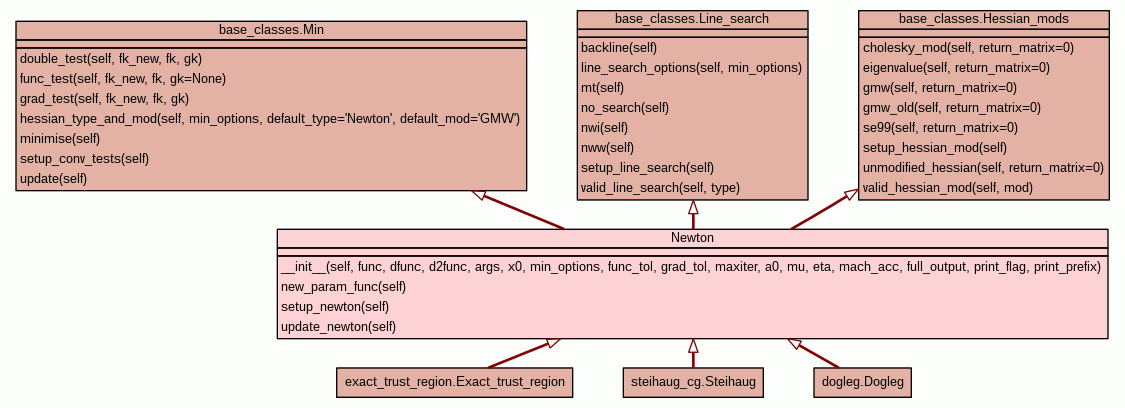 base_classes.Min
double_test(self, fk_new, fk, gk)
func_test(self, fk_new, fk, gk=None)
grad_test(self, fk_new, fk, gk)
hessian_type_and_mod(self, min_options, default_type='Newton', default_mod='GMW')
minimise(self)
setup_conv_tests(self)
update(self)
base_classes.Line_search
backline(self)
line_search_options(self, min_options)
mt(self)
no_search(self)
nwi(self)
nww(self)
setup_line_search(self)
valid_line_search(self, type)
base_classes.Hessian_mods
cholesky_mod(self, return_matrix=0)
eigenvalue(self, return_matrix=0)
gmw(self, return_matrix=0)
gmw_old(self, return_matrix=0)
se99(self, return_matrix=0)
setup_hessian_mod(self)
unmodified_hessian(self, return_matrix=0)
valid_hessian_mod(self, mod)
Newton
__init__(self, func, dfunc, d2func, args, x0, min_options, func_tol, grad_tol, maxiter, a0, mu, eta, mach_acc, full_output, print_flag, print_prefix)
new_param_func(self)
setup_newton(self)
update_newton(self)
exact_trust_region.Exact_trust_region
steihaug_cg.Steihaug
dogleg.Dogleg